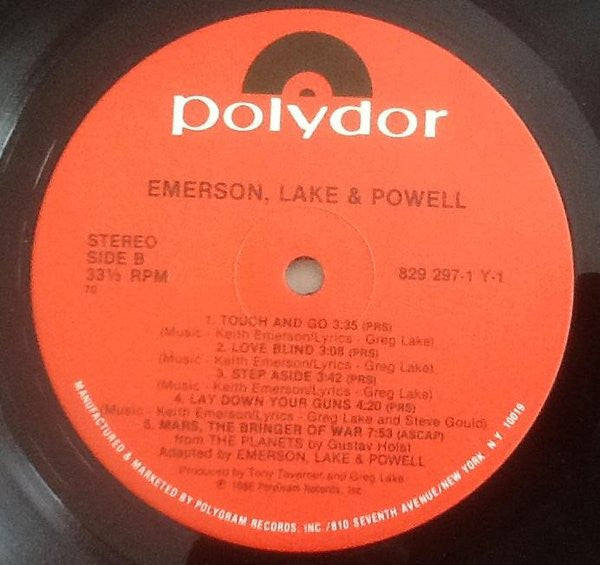 polydor
EMERSON, LAKE & POWELL
STEREO
SIDE B
33⅓ RPM
70
829 297-1 Y-1
1. TOUCH AND GO 3:35 (PRS)
(Music - Keith Emerson/Lyrics - Greg Lake)
2. LOVE BLIND 3:08 (PRS)
(Music - Keith Emerson/Lyrics - Greg Lake)
3. STEP ASIDE 3:42 (PRS)
(Music - Keith Emerson/Lyrics - Greg Lake)
4. LAY DOWN YOUR GUNS 4:20 (PRS)
(Music - Keith Emerson/Lyrics - Greg Lake and Steve Gould)
5. MARS, THE BRINGER OF WAR 7:53 (ASCAP)
from THE PLANETS by Gustav Holst
Adapted by EMERSON, LAKE & POWELL
Produced by Tony Taverner and Greg Lake
℗ 1986 PolyGram Records, Inc
MANUFACTURED & MARKETED BY POLYGRAM RECORDS, INC./810 SEVENTH AVENUE/NEW YORK, N.Y. 10019